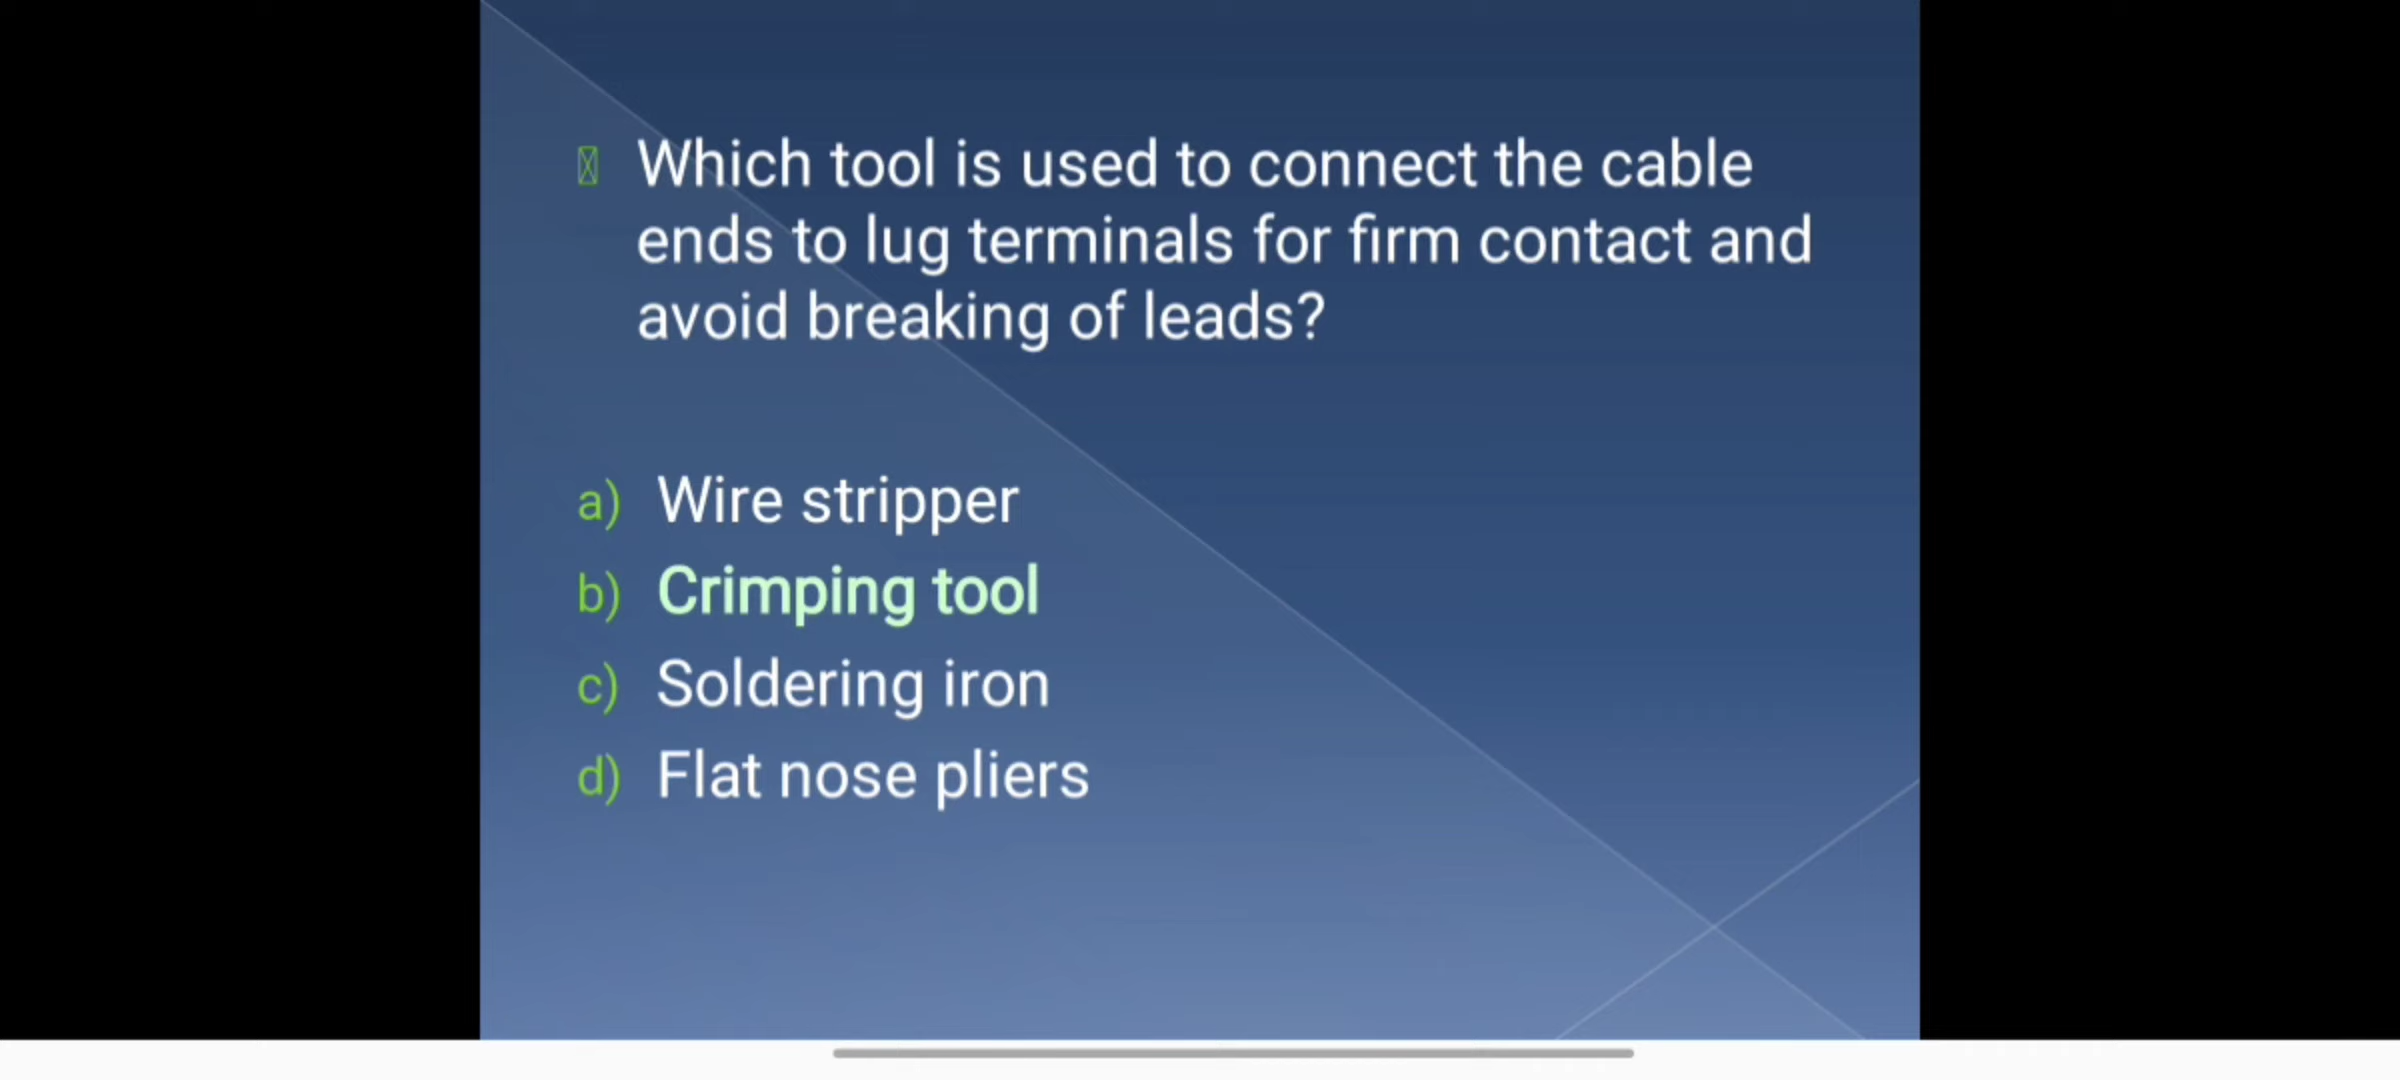 Which tool is used to connect the cable
ends to lug terminals for firm contact and
avoid breaking of leads?
a) Wire stripper
b) Crimping tool
c) Soldering iron
d) Flat nose pliers